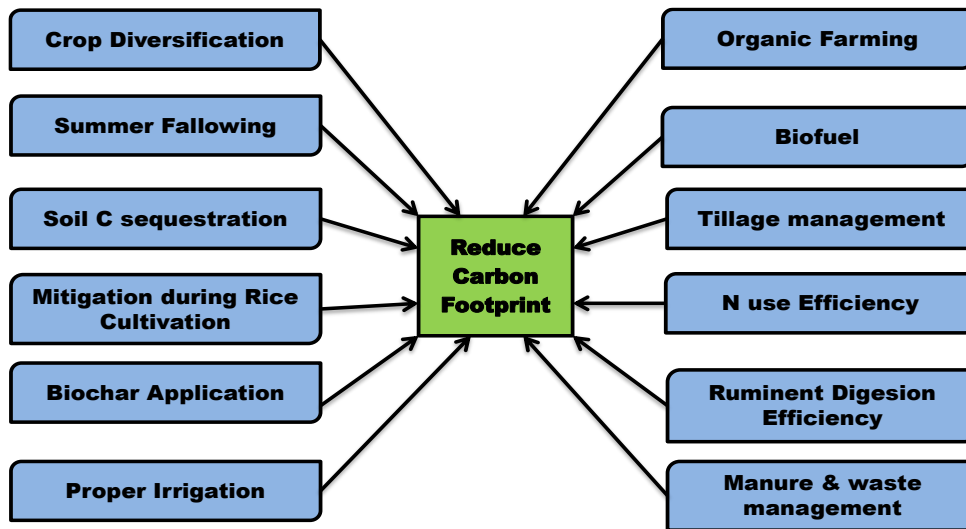 Crop Diversification
Summer Fallowing
Soil C sequestration
Mitigation during Rice
Cultivation
Biochar Application
Proper Irrigation
Reduce
Carbon
Footprint
Organic Farming
Biofuel
Tillage management
N use Efficiency
Ruminent Digesion
Efficiency
Manure & waste
management